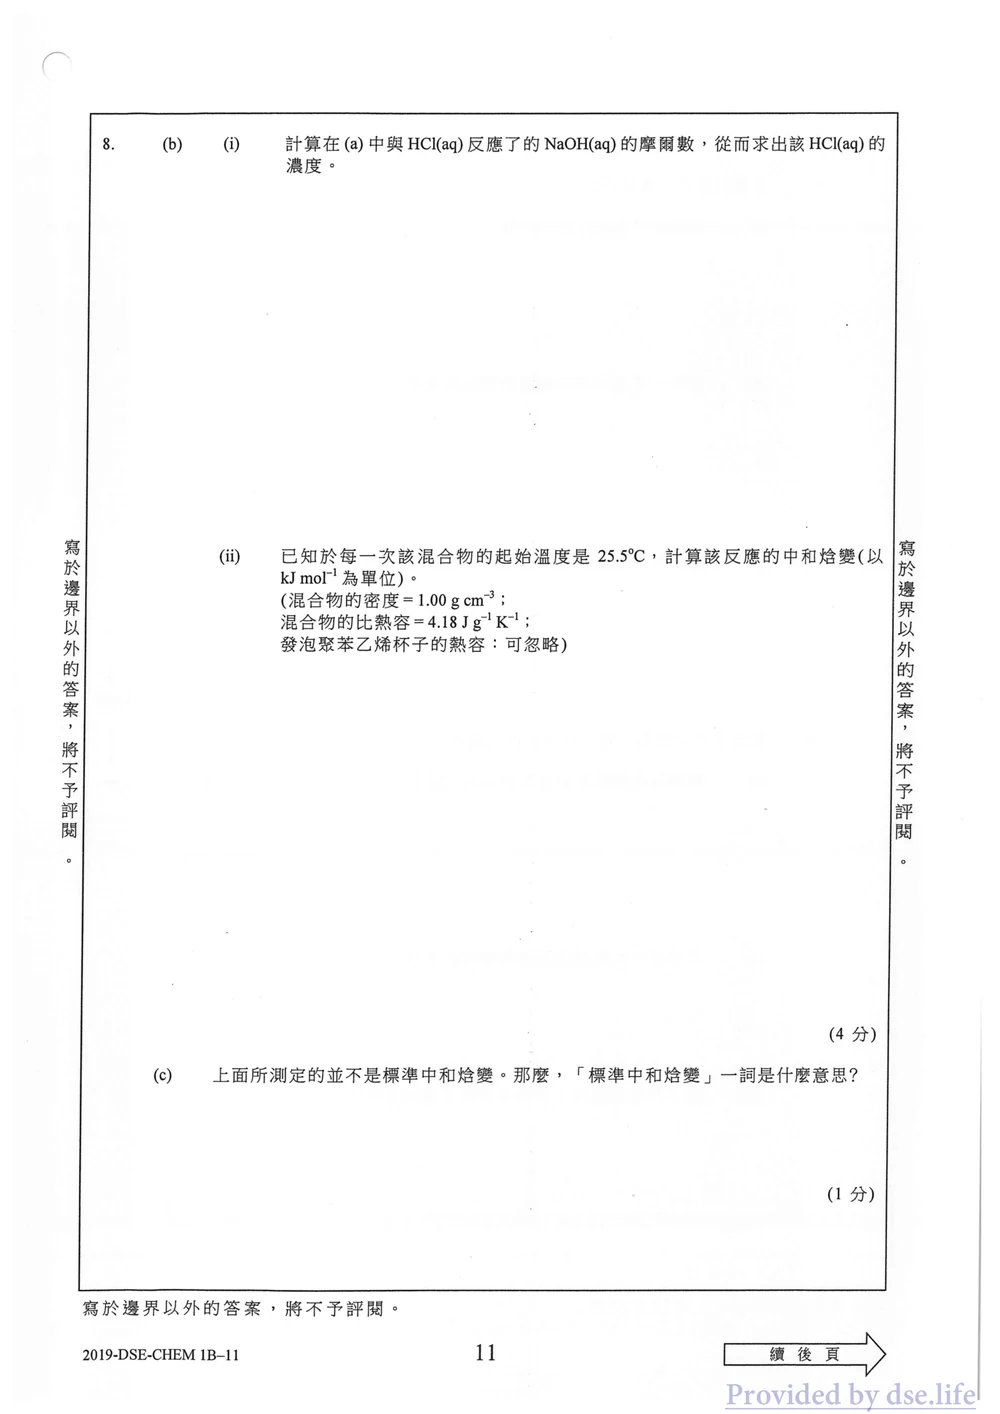 8. (b) (i) 計算在 (a) 中與 HCl(aq) 反應了的 NaOH(aq) 的摩爾數，從而求出該 HCl(aq) 的
濃度。
(ii) 已知於每一次該混合物的起始溫度是 25.5°C，計算該反應的中和焓變(以
kJ mol⁻¹ 為單位)。
(混合物的密度 = 1.00 g cm⁻³；
混合物的比熱容 = 4.18 J g⁻¹ K⁻¹；
發泡聚苯乙烯杯子的熱容：可忽略)
(4 分)
(c) 上面所測定的並不是標準中和焓變。那麼，「標準中和焓變」一詞是什麼意思?
(1 分)
寫於邊界以外的答案，將不予評閱。
寫於邊界以外的答案，將不予評閱。
寫於邊界以外的答案，將不予評閱。
2019-DSE-CHEM 1B–11
11
續後頁
Provided by dse.life